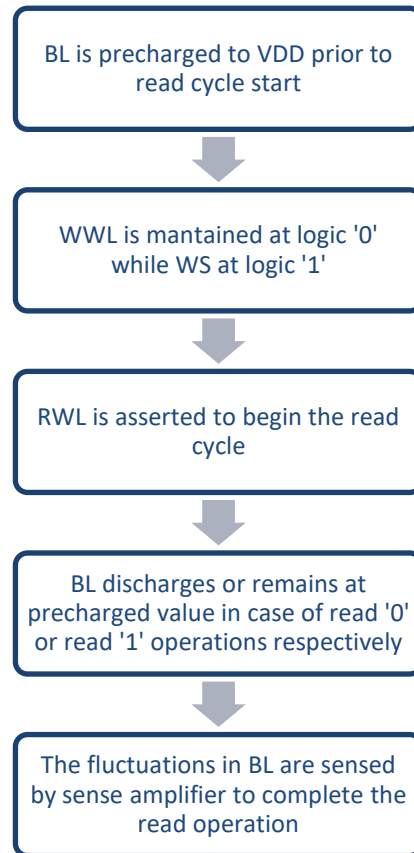 BL is precharged to VDD prior to
read cycle start
WWL is mantained at logic '0'
while WS at logic '1'
RWL is asserted to begin the read
cycle
BL discharges or remains at
precharged value in case of read '0'
or read '1' operations respectively
The fluctuations in BL are sensed
by sense amplifier to complete the
read operation